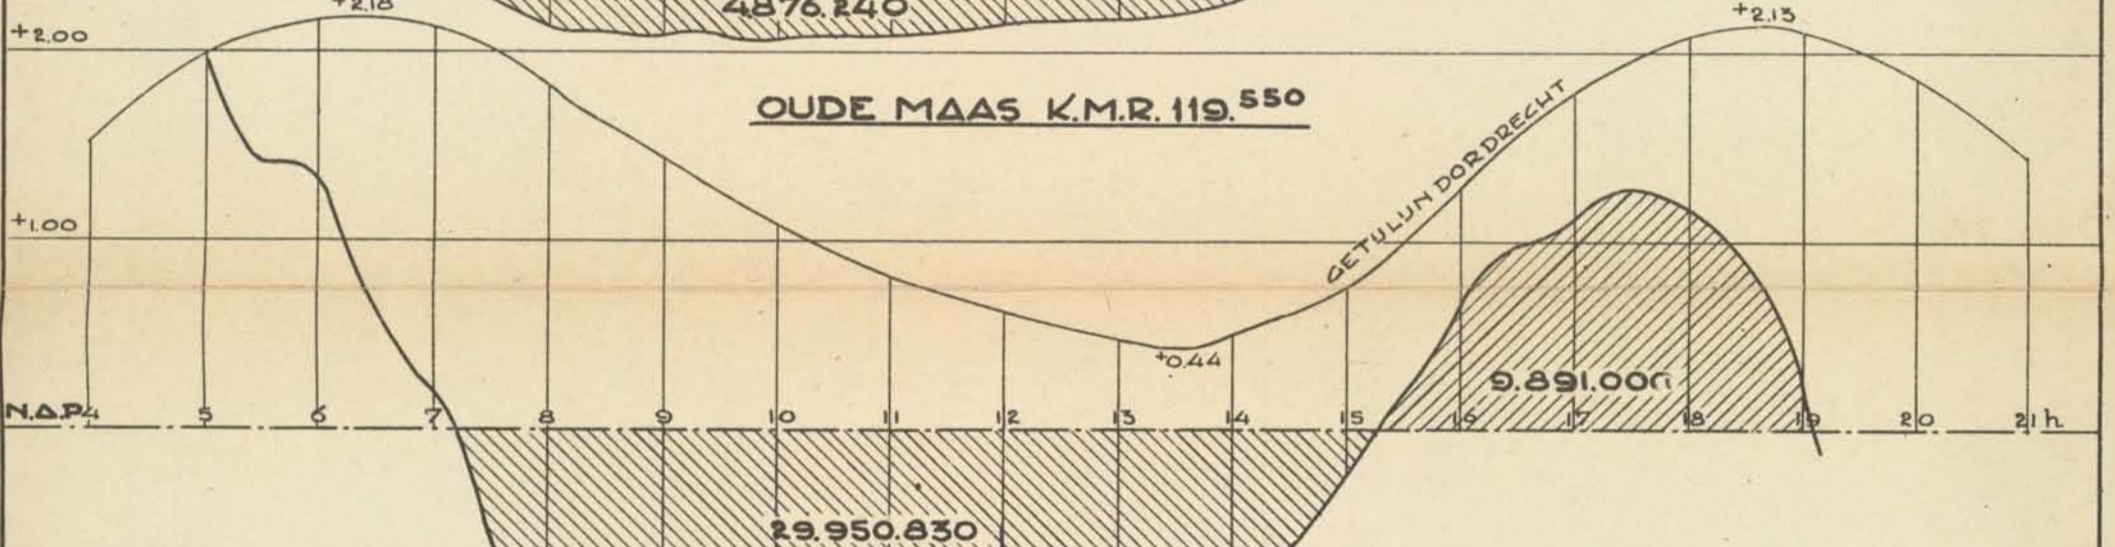 +2.18
4.876.240
+2.13
+2.00
OUDE MAAS K.M.R. 119.550
GETIJLIJN DORDRECHT
+1.00
+0.44
9.891.000
N.A.P. 4 5 6 7 8 9 10 11 12 13 14 15 16 17 18 19 20 21 h
29.950.830